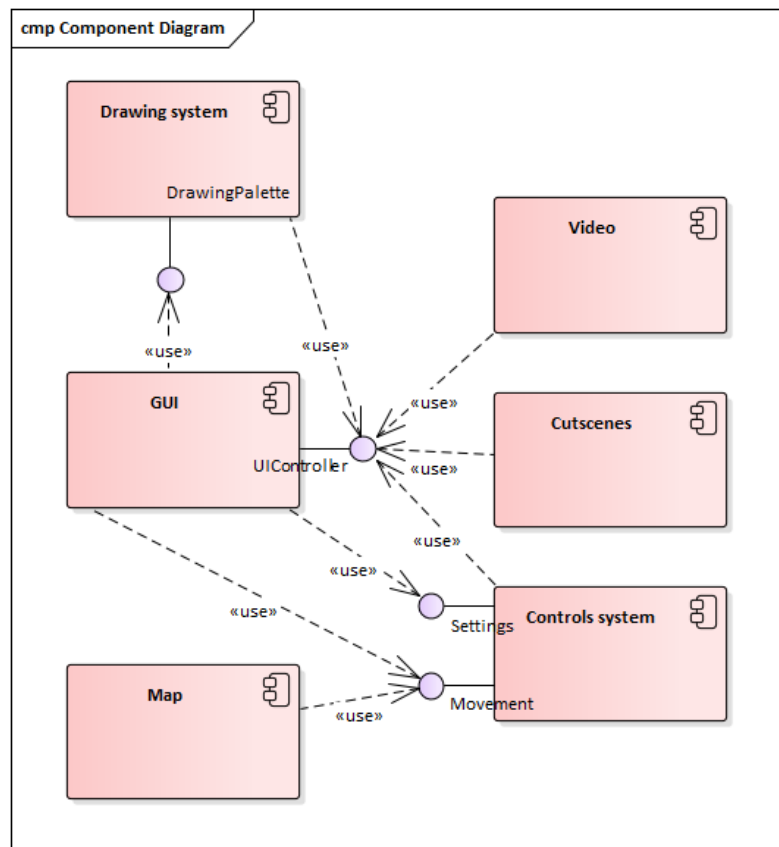 cmp Component Diagram
Drawing system
DrawingPalette
Video
«use»
«use»
GUI
Cutscenes
«use»
UIController
«use»
«use»
«use»
Controls system
«use»
Settings
Map
Movement
«use»